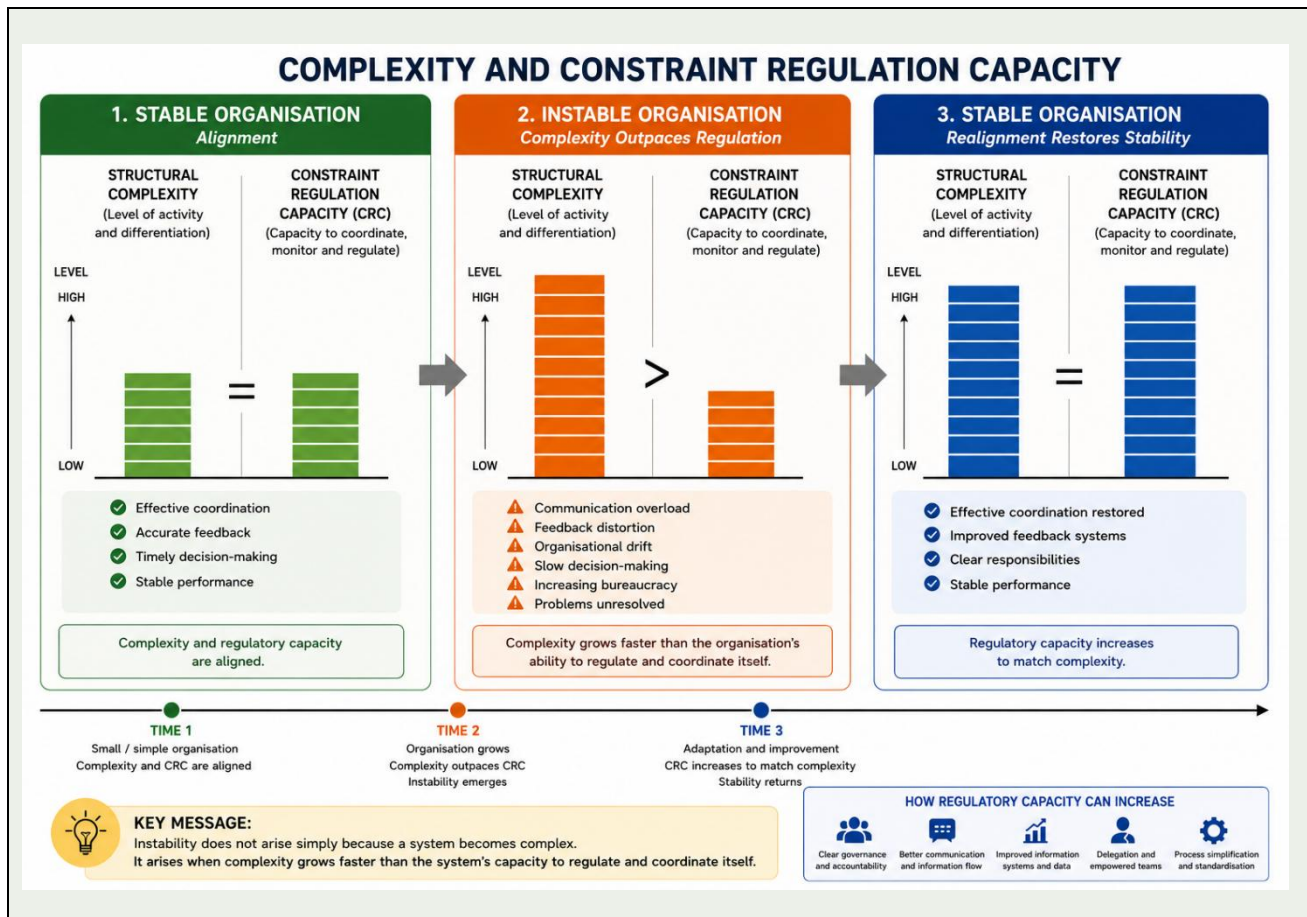 COMPLEXITY AND CONSTRAINT REGULATION CAPACITY
1. STABLE ORGANISATION
Alignment
STRUCTURAL
COMPLEXITY
(Level of activity
and differentiation)
CONSTRAINT
REGULATION
CAPACITY (CRC)
(Capacity to coordinate,
monitor and regulate)
LEVEL
HIGH
LOW
=
Effective coordination
Accurate feedback
Timely decision-making
Stable performance
Complexity and regulatory capacity
are aligned.
2. INSTABLE ORGANISATION
Complexity Outpaces Regulation
STRUCTURAL
COMPLEXITY
(Level of activity
and differentiation)
CONSTRAINT
REGULATION
CAPACITY (CRC)
(Capacity to coordinate,
monitor and regulate)
LEVEL
HIGH
LOW
>
Communication overload
Feedback distortion
Organisational drift
Slow decision-making
Increasing bureaucracy
Problems unresolved
Complexity grows faster than the organisation's
ability to regulate and coordinate itself.
3. STABLE ORGANISATION
Realignment Restores Stability
STRUCTURAL
COMPLEXITY
(Level of activity
and differentiation)
CONSTRAINT
REGULATION
CAPACITY (CRC)
(Capacity to coordinate,
monitor and regulate)
LEVEL
HIGH
LOW
=
Effective coordination restored
Improved feedback systems
Clear responsibilities
Stable performance
Regulatory capacity increases
to match complexity.
TIME 1
Small / simple organisation
Complexity and CRC are aligned
TIME 2
Organisation grows
Complexity outpaces CRC
Instability emerges
TIME 3
Adaptation and improvement
CRC increases to match complexity
Stability returns
KEY MESSAGE:
Instability does not arise simply because a system becomes complex.
It arises when complexity grows faster than the system's capacity to regulate and coordinate itself.
HOW REGULATORY CAPACITY CAN INCREASE
Clear governance
and accountability
Better communication
and information flow
Improved information
systems and data
Delegation and
empowered teams
Process simplification
and standardisation